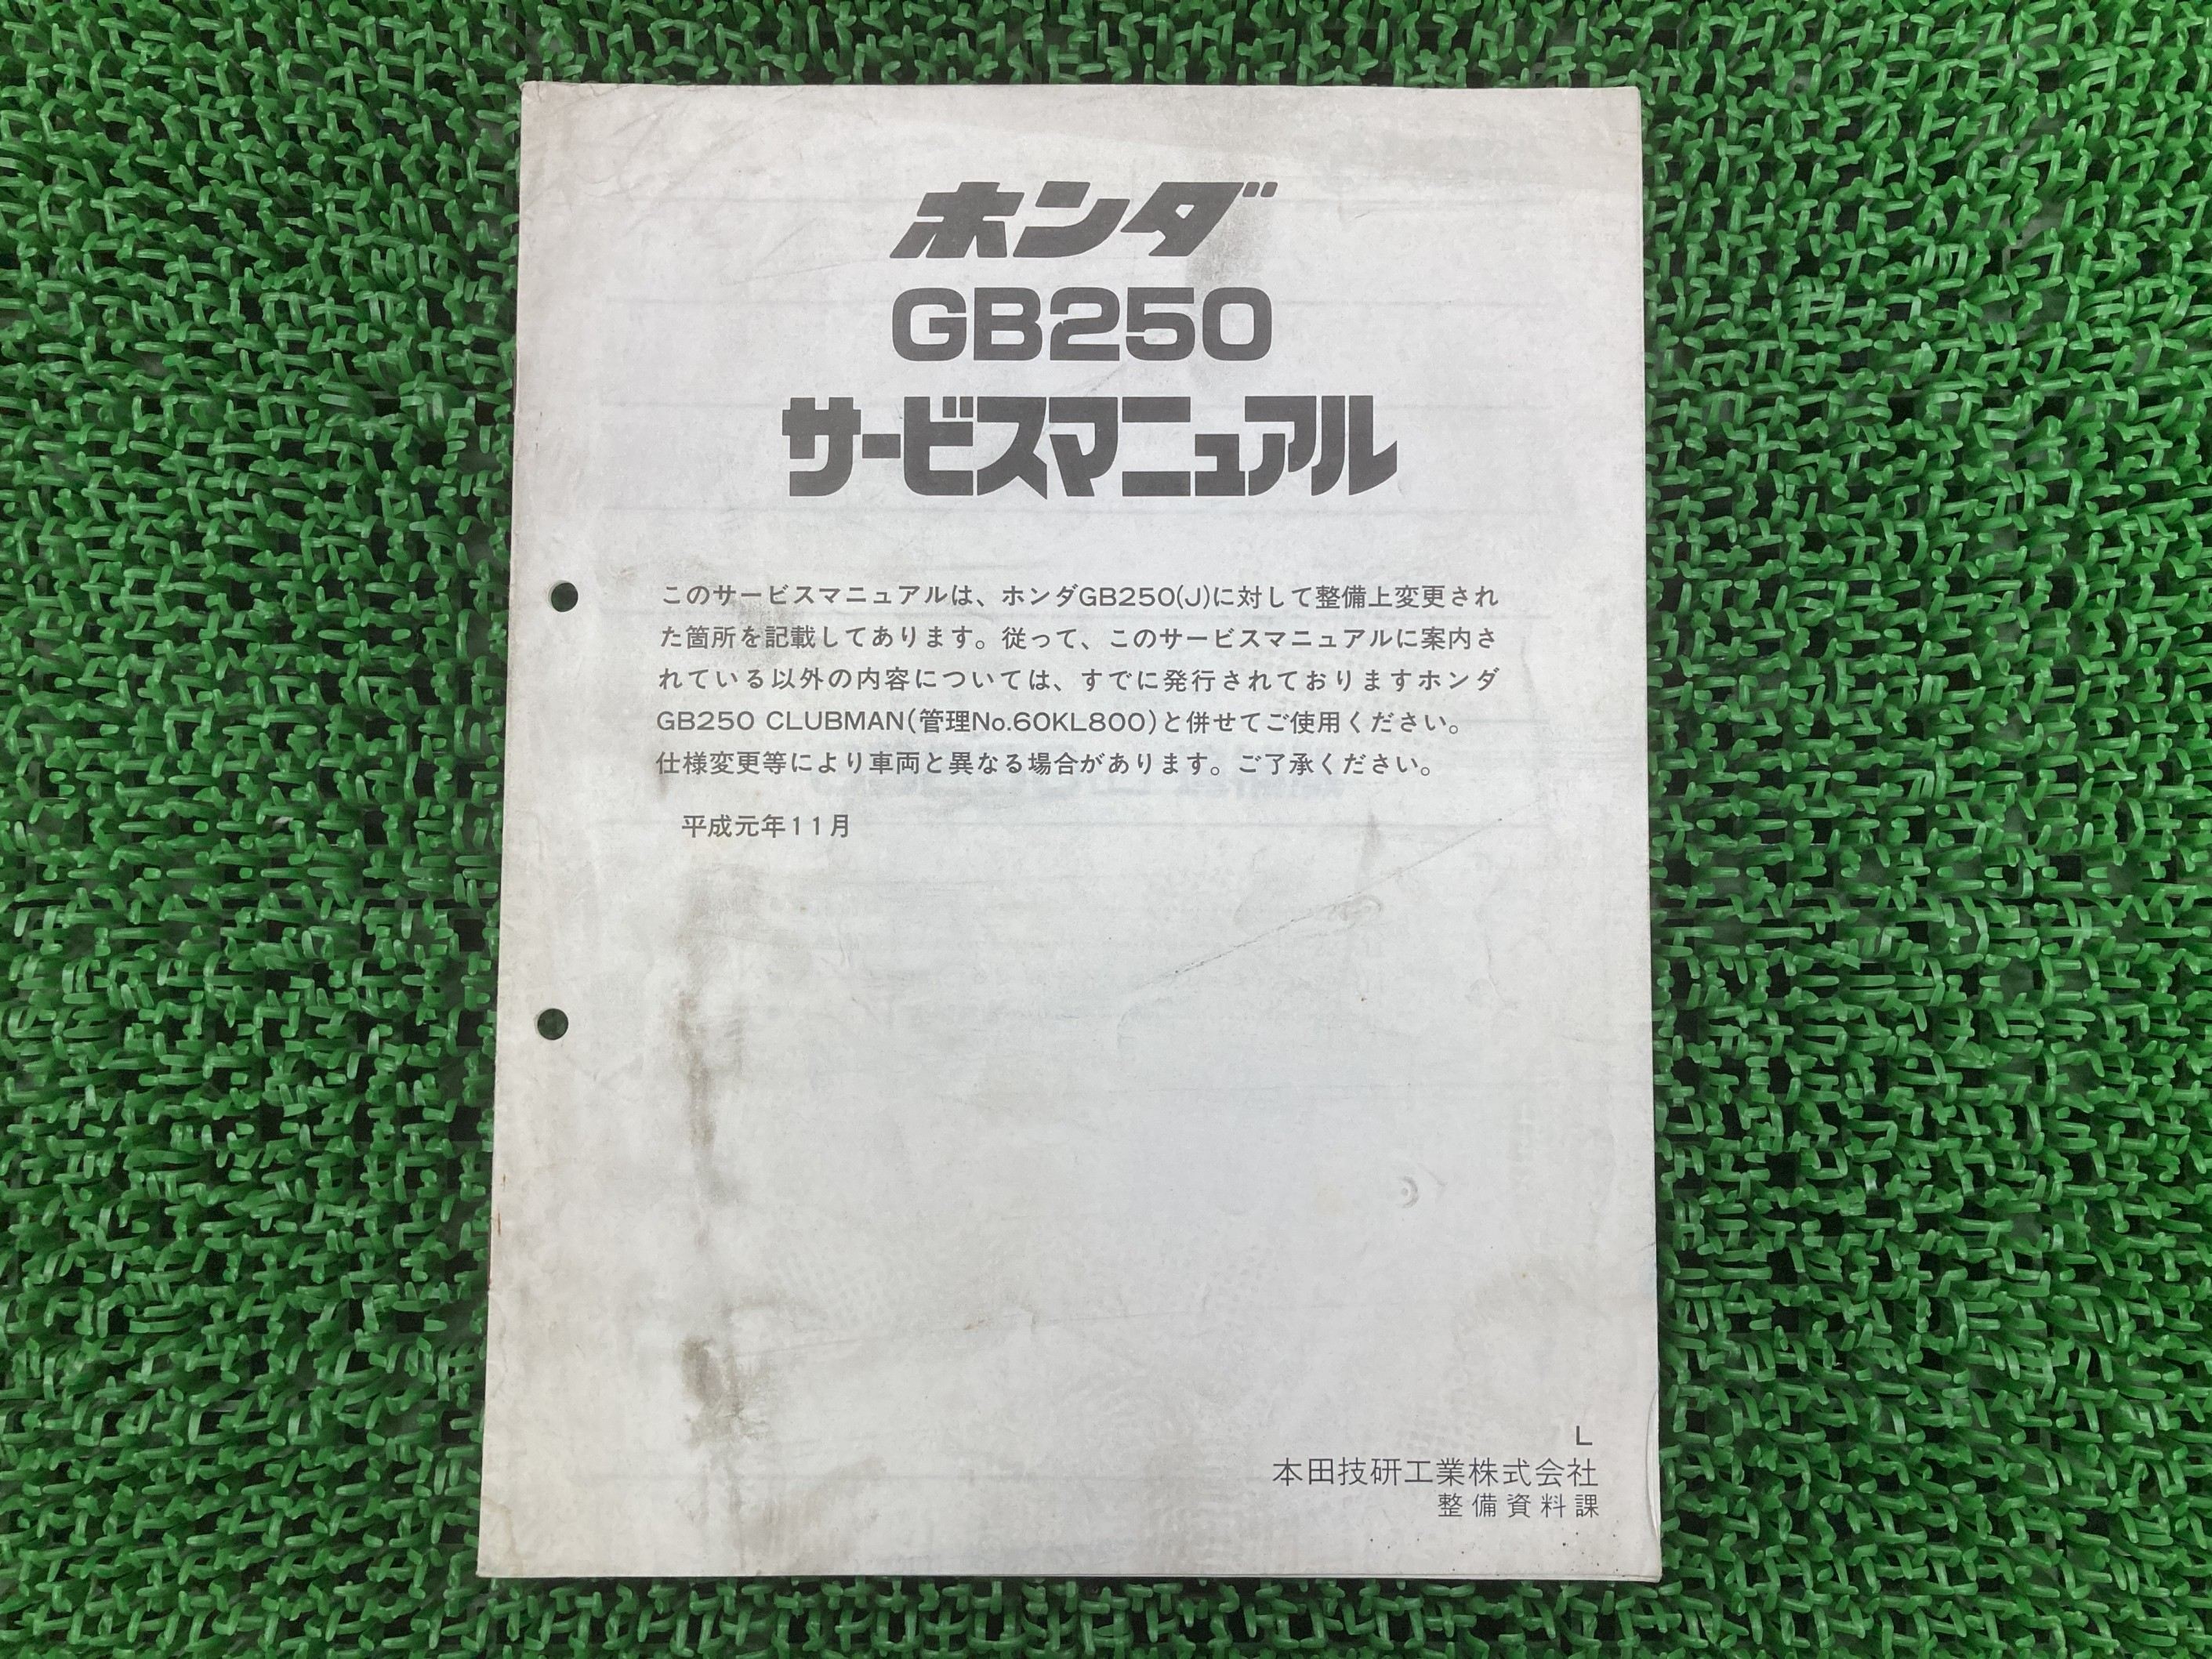 ホンダ
GB250
サービスマニュアル
このサービスマニュアルは、ホンダGB250(J)に対して整備上変更され
た箇所を記載してあります。従って、このサービスマニュアルに案内さ
れている以外の内容については、すでに発行されておりますホンダ
GB250 CLUBMAN(管理No.60KL800)と併せてご使用ください。
仕様変更等により車両と異なる場合があります。ご了承ください。
平成元年11月
L
本田技研工業株式会社
整備資料課